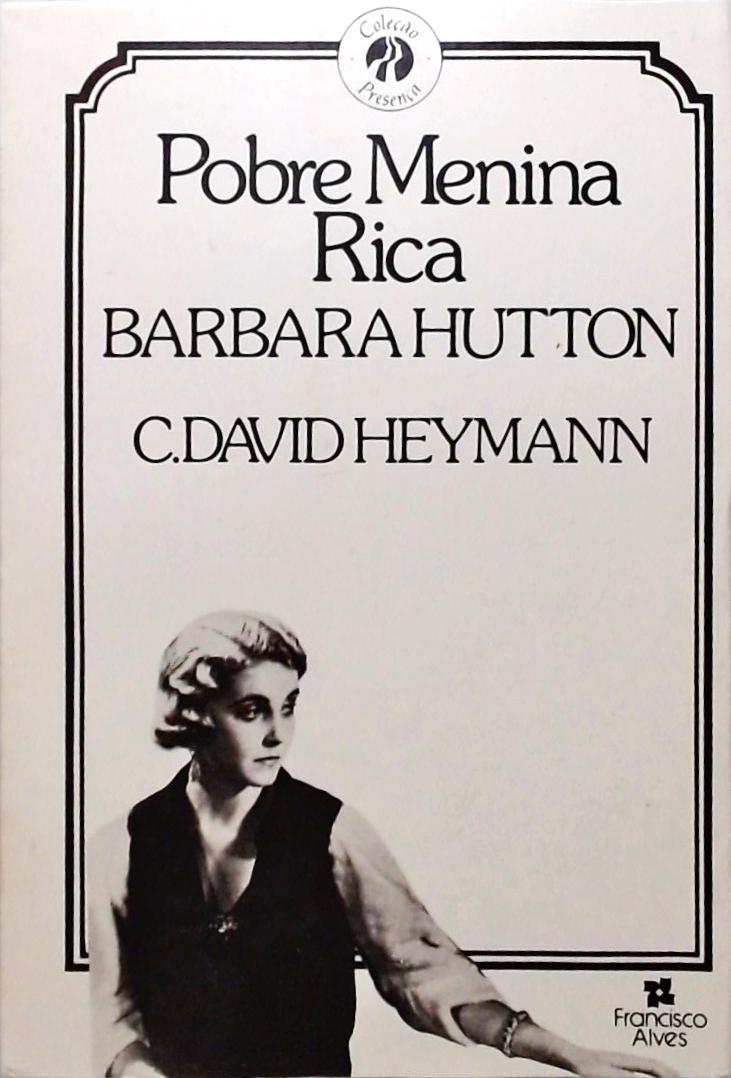 Coleção
Presença
Pobre Menina
Rica
BARBARA HUTTON
C. DAVID HEYMANN
Francisco
Alves